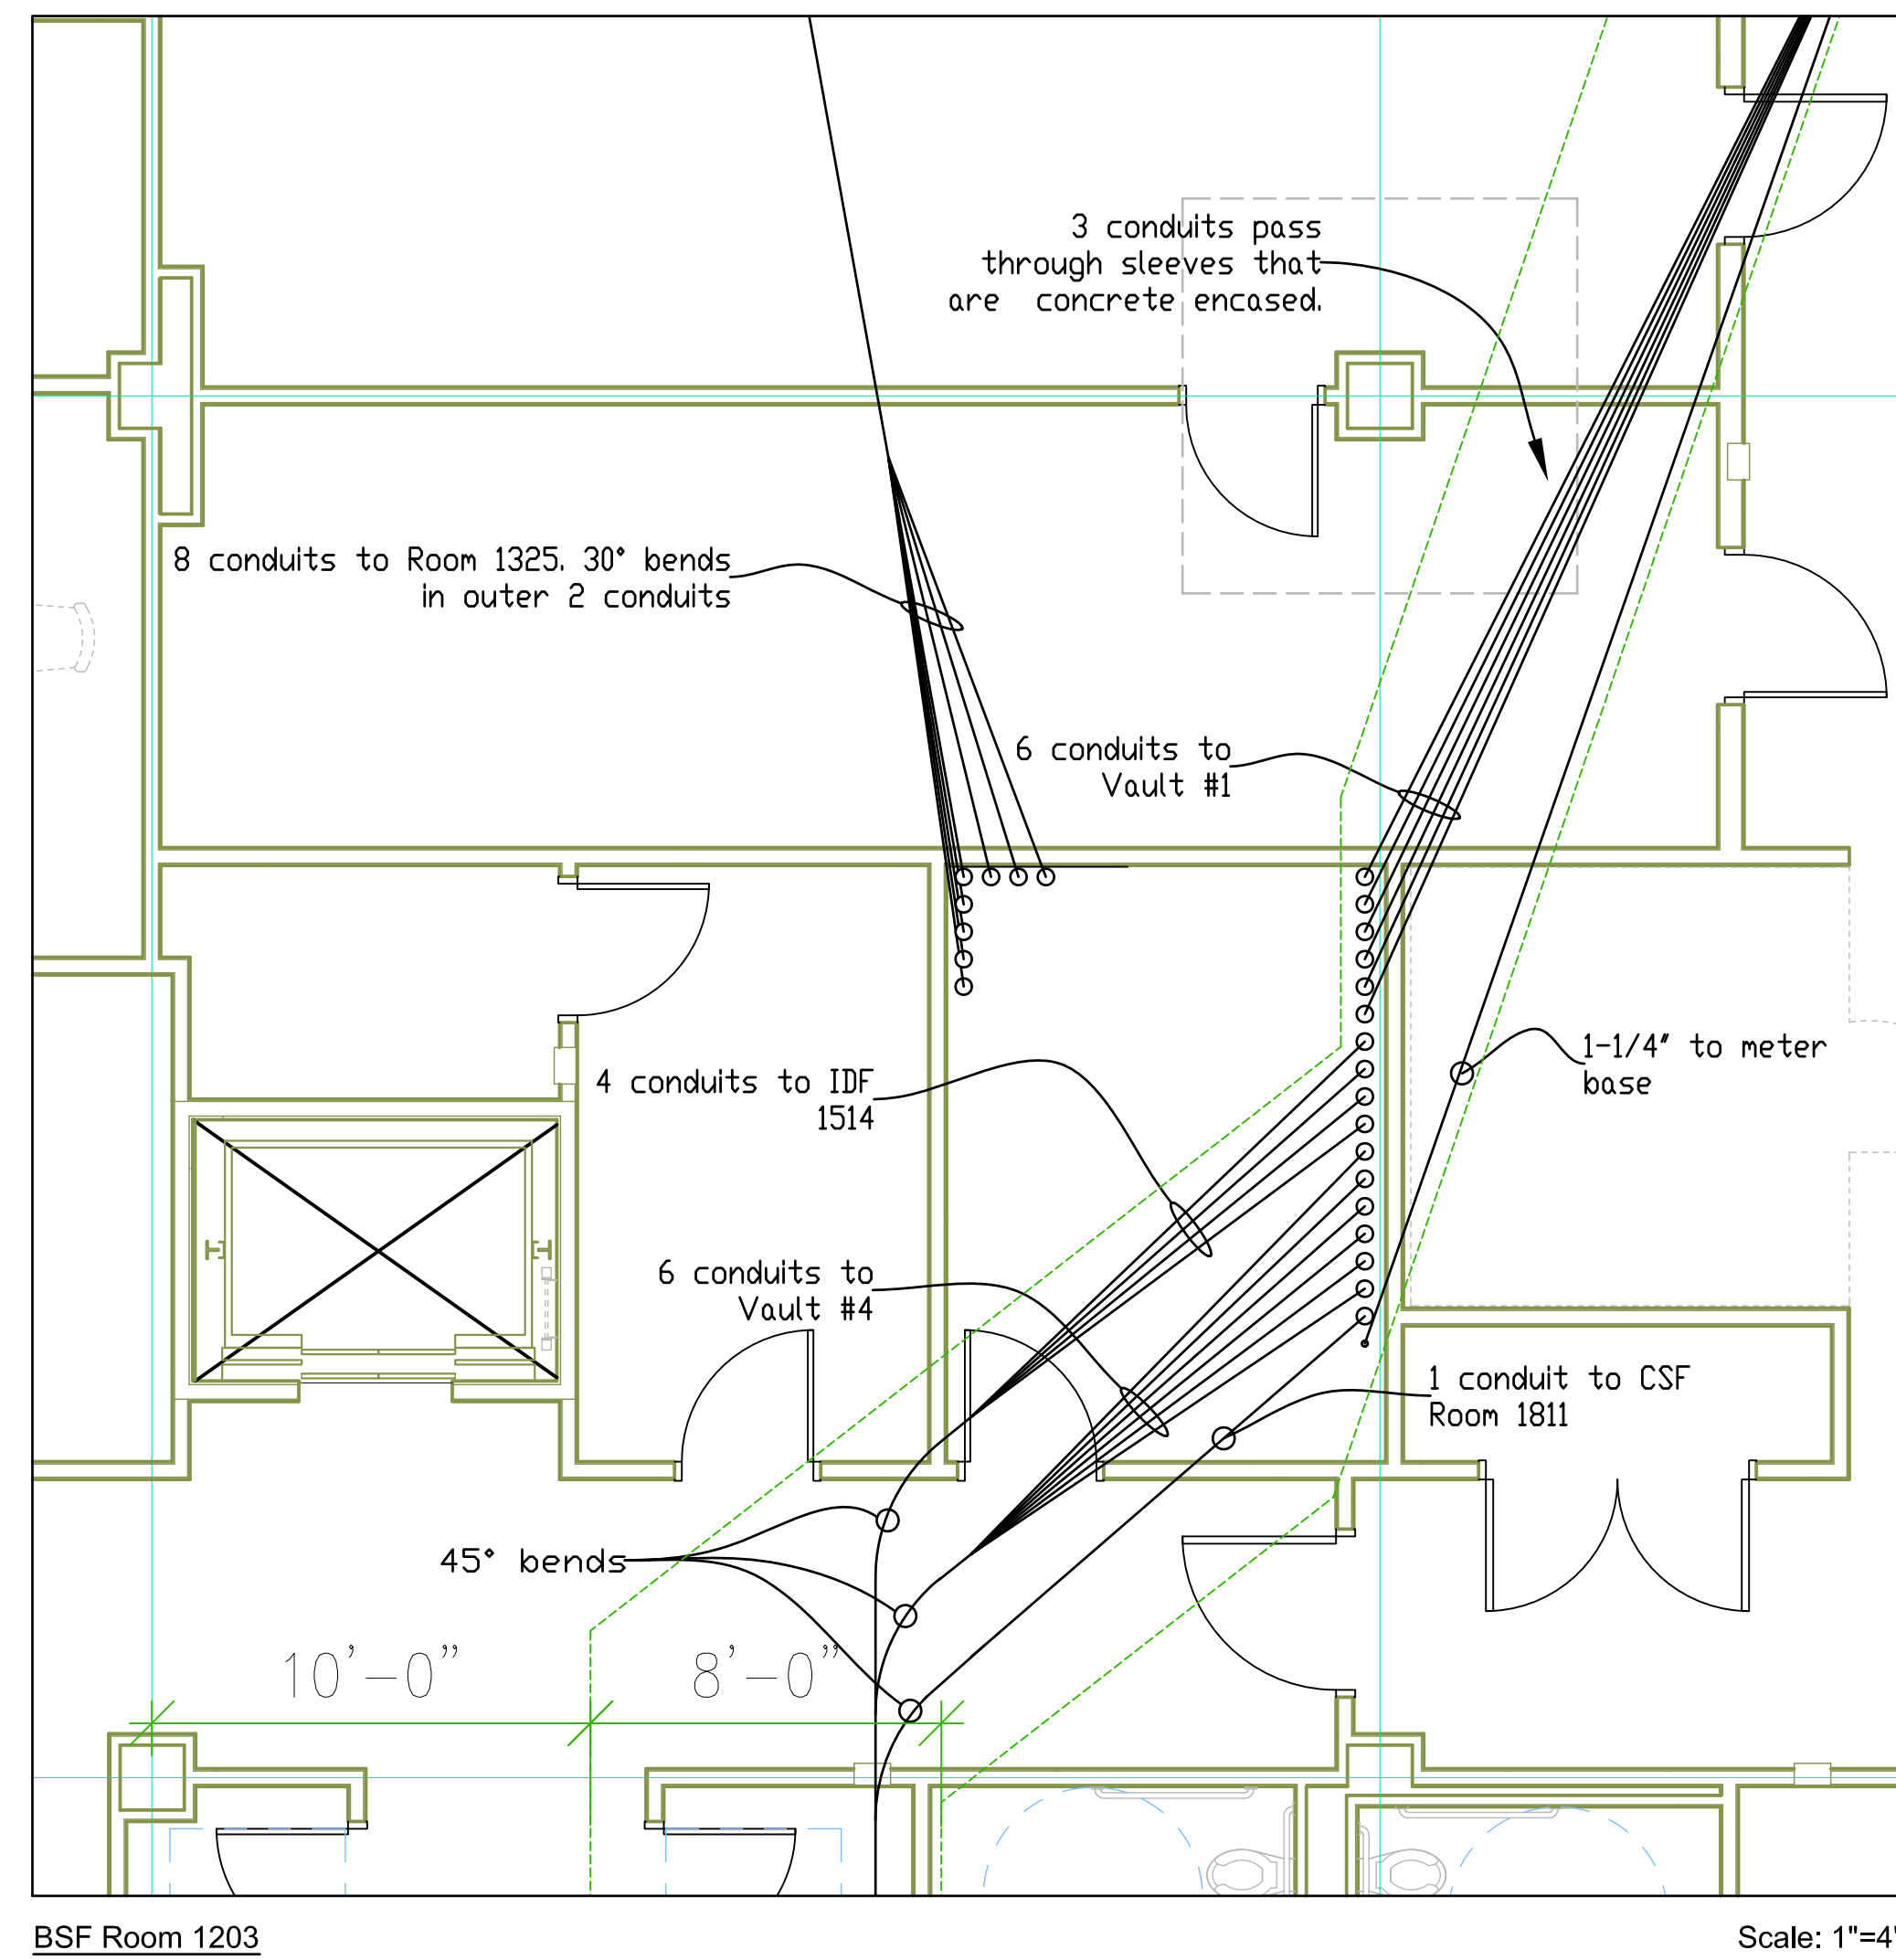 3 conduits pass
through sleeves that
are concrete encased.
8 conduits to Room 1325. 30° bends
in outer 2 conduits
6 conduits to
Vault #1
1-1/4" to meter
base
4 conduits to IDF
1514
6 conduits to
Vault #4
1 conduit to CSF
Room 1811
45° bends
10'-0" 8'-0"
BSF Room 1203 Scale: 1"=4'